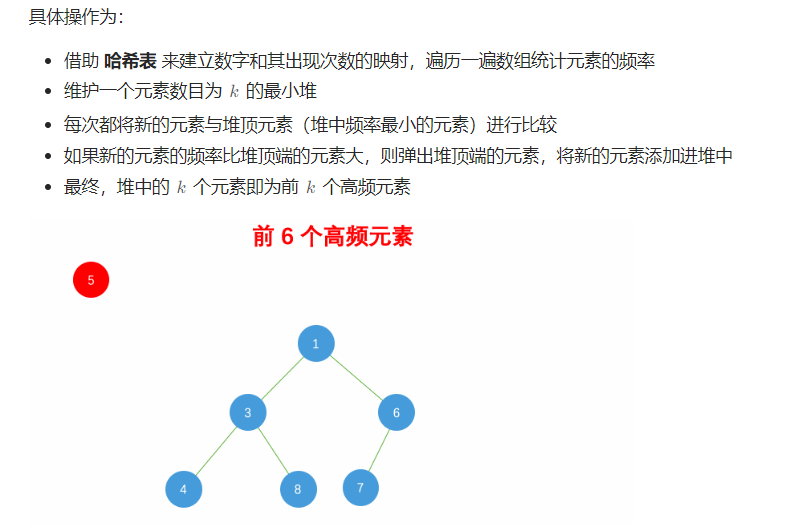 具体操作为：
借助 哈希表 来建立数字和其出现次数的映射，遍历一遍数组统计元素的频率
维护一个元素数目为 k 的最小堆
每次都将新的元素与堆顶元素（堆中频率最小的元素）进行比较
如果新的元素的频率比堆顶端的元素大，则弹出堆顶端的元素，将新的元素添加进堆中
最终，堆中的 k 个元素即为前 k 个高频元素
前 6 个高频元素
5
1
3 6
4 8 7